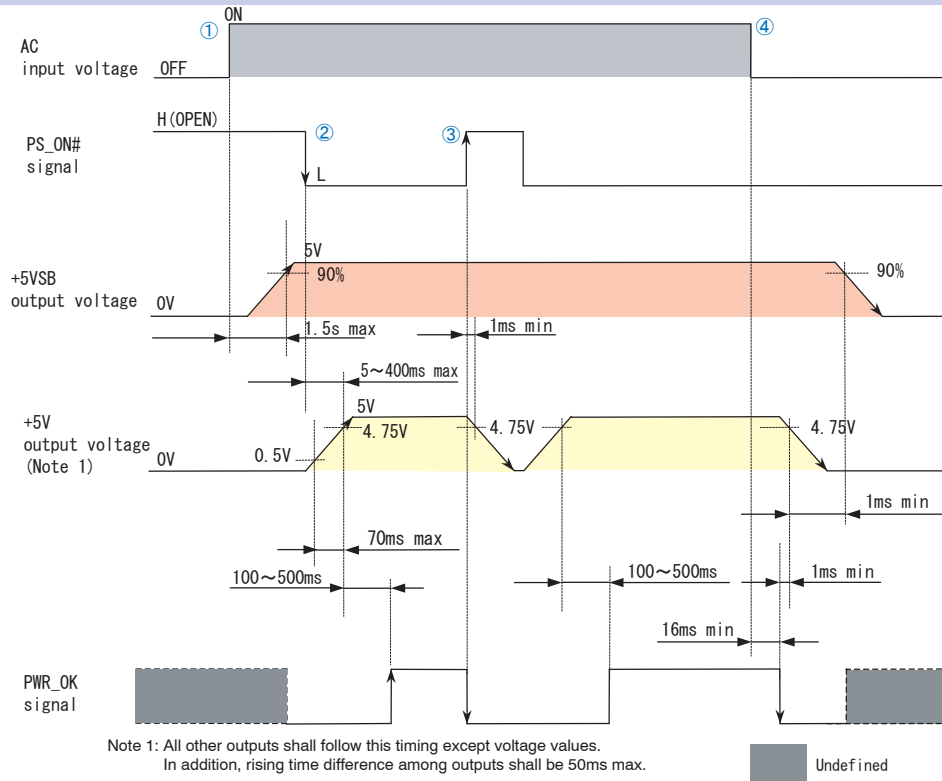 ON
①
④
AC
input voltage
OFF
H(OPEN)
②
③
PS_ON#
signal
L
5V
90%
90%
+5VSB
output voltage
0V
1.5s max
1ms min
5～400ms max
5V
+5V
output voltage
(Note 1)
4.75V
4.75V
4.75V
0.5V
0V
1ms min
70ms max
100～500ms
100～500ms
1ms min
16ms min
PWR_OK
signal
Note 1: All other outputs shall follow this timing except voltage values.
In addition, rising time difference among outputs shall be 50ms max.
Undefined